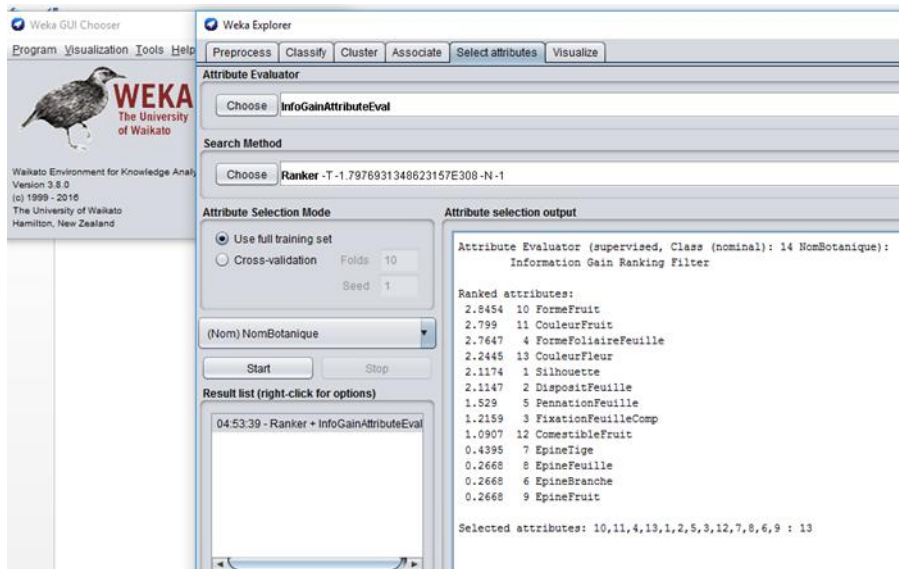 Weka GUI Chooser
Program Visualization Tools Help
WEKA
The University
of Waikato
Waikato Environment for Knowledge Analy
Version 3.8.0
(c) 1999 - 2016
The University of Waikato
Hamilton, New Zealand
Weka Explorer
Preprocess Classify Cluster Associate Select attributes Visualize
Attribute Evaluator
Choose InfoGainAttributeEval
Search Method
Choose Ranker -T -1.7976931348623157E308 -N -1
Attribute Selection Mode
Use full training set
Cross-validation Folds 10
Seed 1
(Nom) NomBotanique
Start Stop
Result list (right-click for options)
04:53:39 - Ranker + InfoGainAttributeEval
Attribute selection output
Attribute Evaluator (supervised, Class (nominal): 14 NomBotanique):
Information Gain Ranking Filter
Ranked attributes:
2.8454 10 FormeFruit
2.799 11 CouleurFruit
2.7647 4 FormeFoliaireFeuille
2.2445 13 CouleurFleur
2.1174 1 Silhouette
2.1147 2 DispositFeuille
1.529 5 PennationFeuille
1.2159 3 FixationFeuilleComp
1.0907 12 ComestibleFruit
0.4395 7 EpineTige
0.2668 8 EpineFeuille
0.2668 6 EpineBranche
0.2668 9 EpineFruit
Selected attributes: 10,11,4,13,1,2,5,3,12,7,8,6,9 : 13